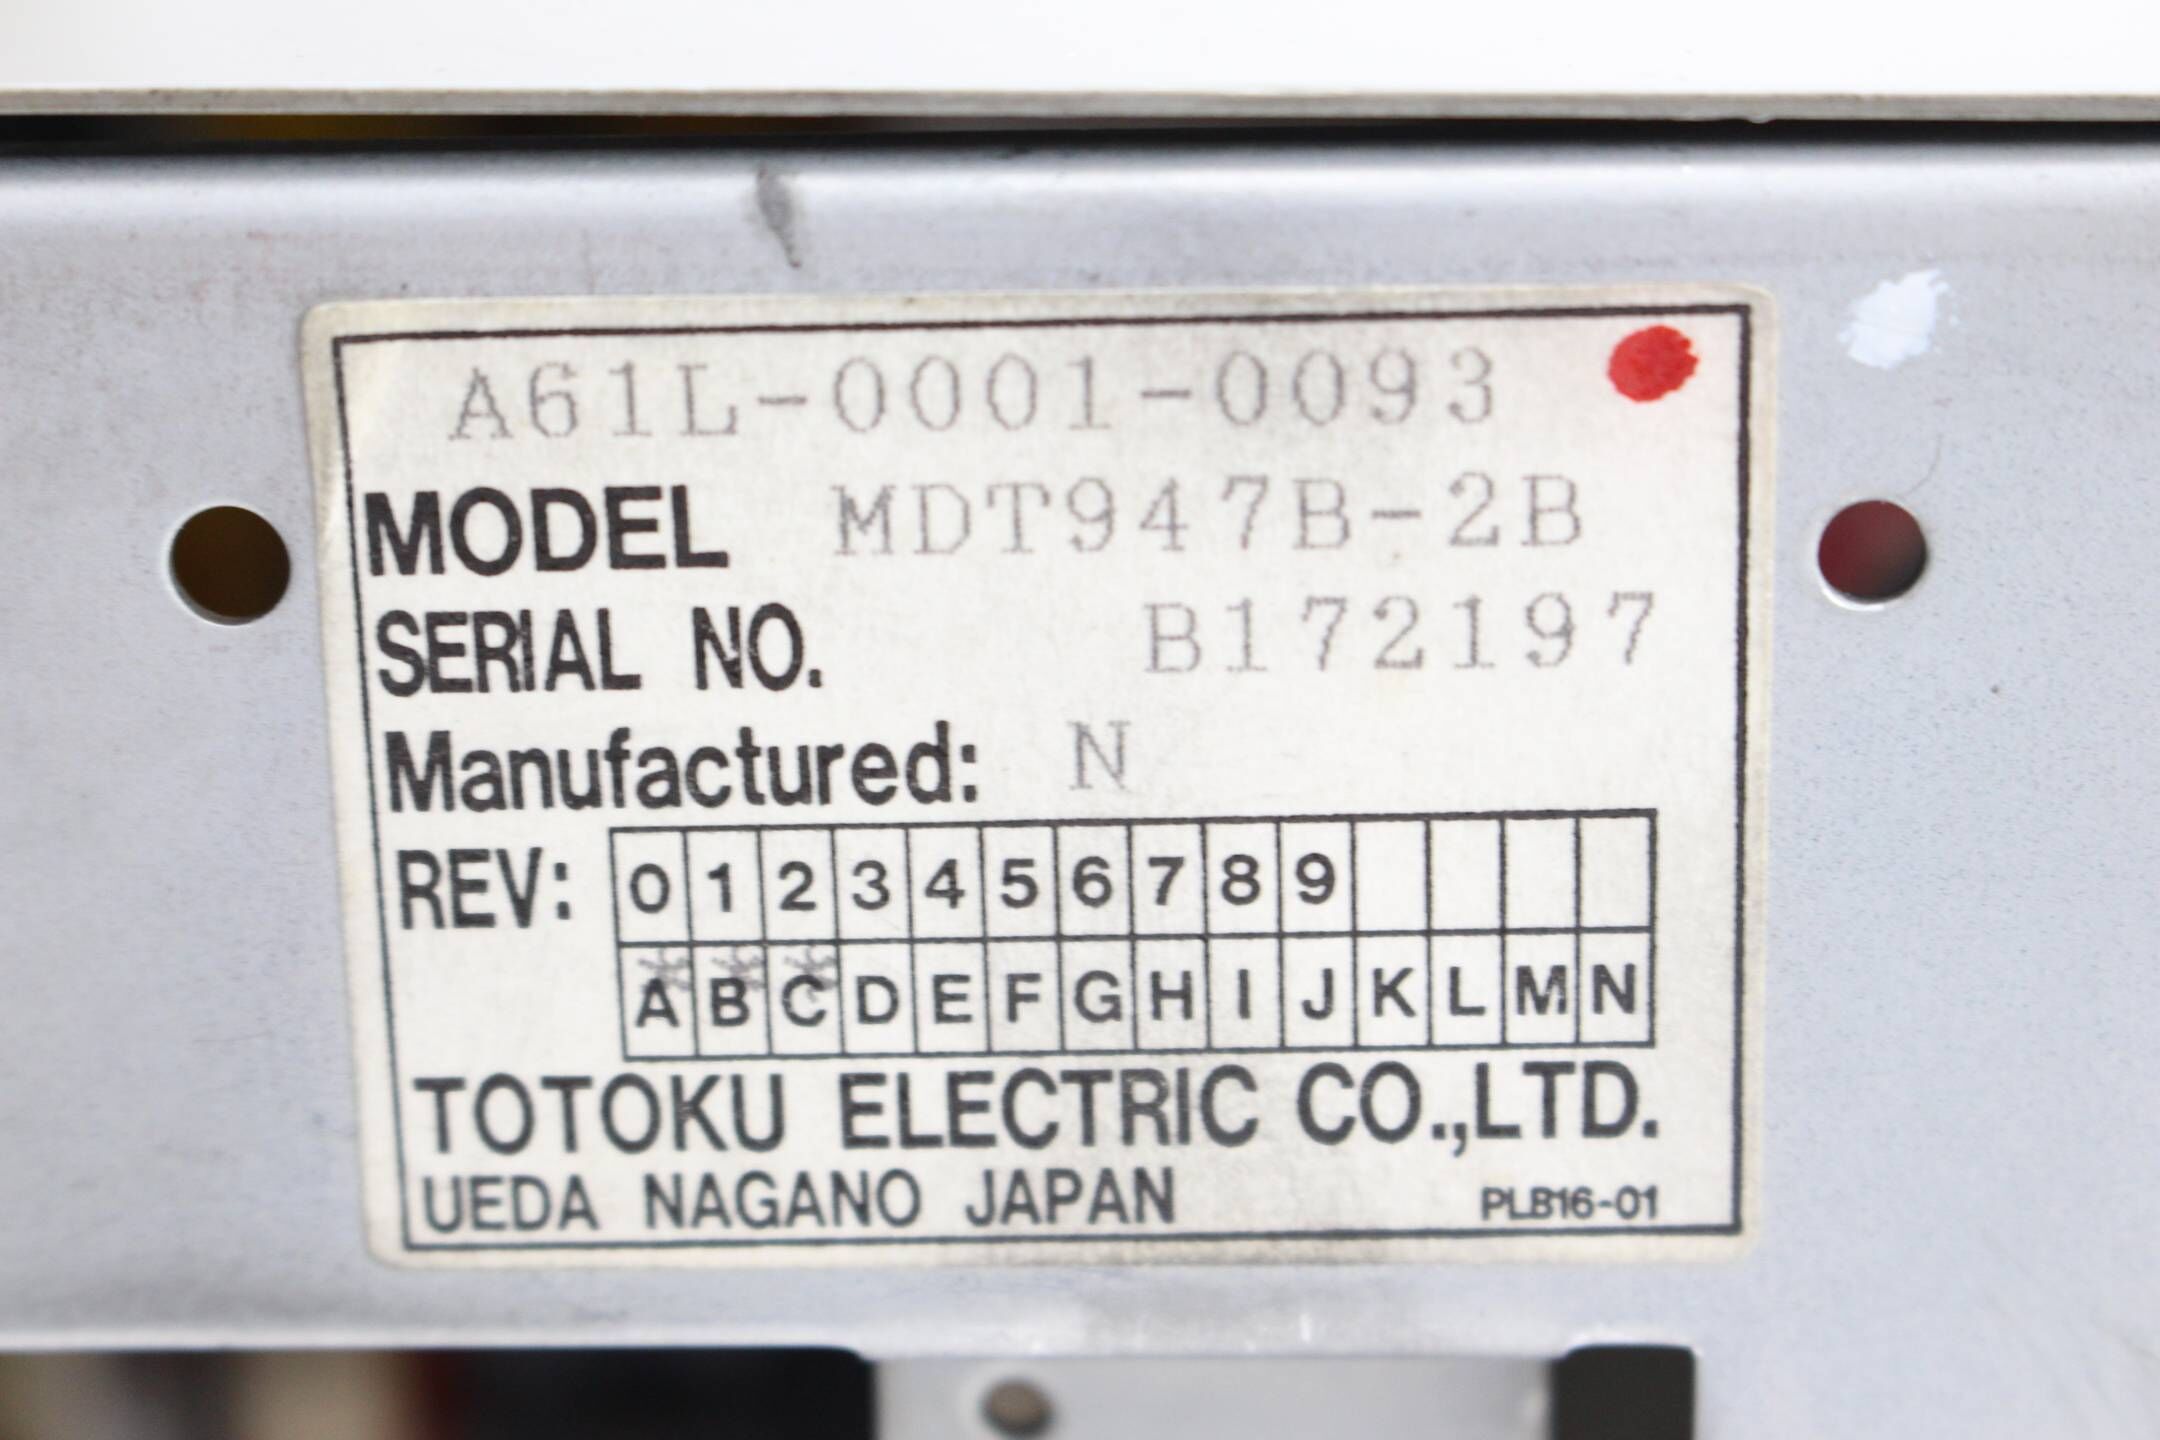 A61L-0001-0093
MODEL MDT947B-2B
SERIAL NO. B172197
Manufactured: N
REV: 0 1 2 3 4 5 6 7 8 9
A B C D E F G H I J K L M N
* * *
TOTOKU ELECTRIC CO.,LTD.
UEDA NAGANO JAPAN PLB16-01